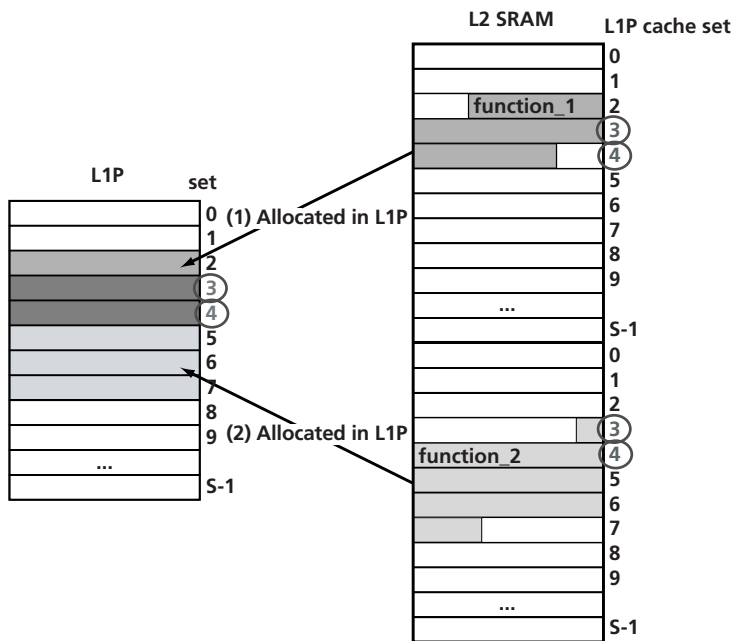 L2 SRAM
L1P cache set
0
1
function_1 2
3
4
5
6
7
8
9
...
S-1
0
1
2
3
function_2 4
5
6
7
8
9
...
S-1
L1P
set
0
1
2
3
4
5
6
7
8
9
...
S-1
(1) Allocated in L1P
(2) Allocated in L1P